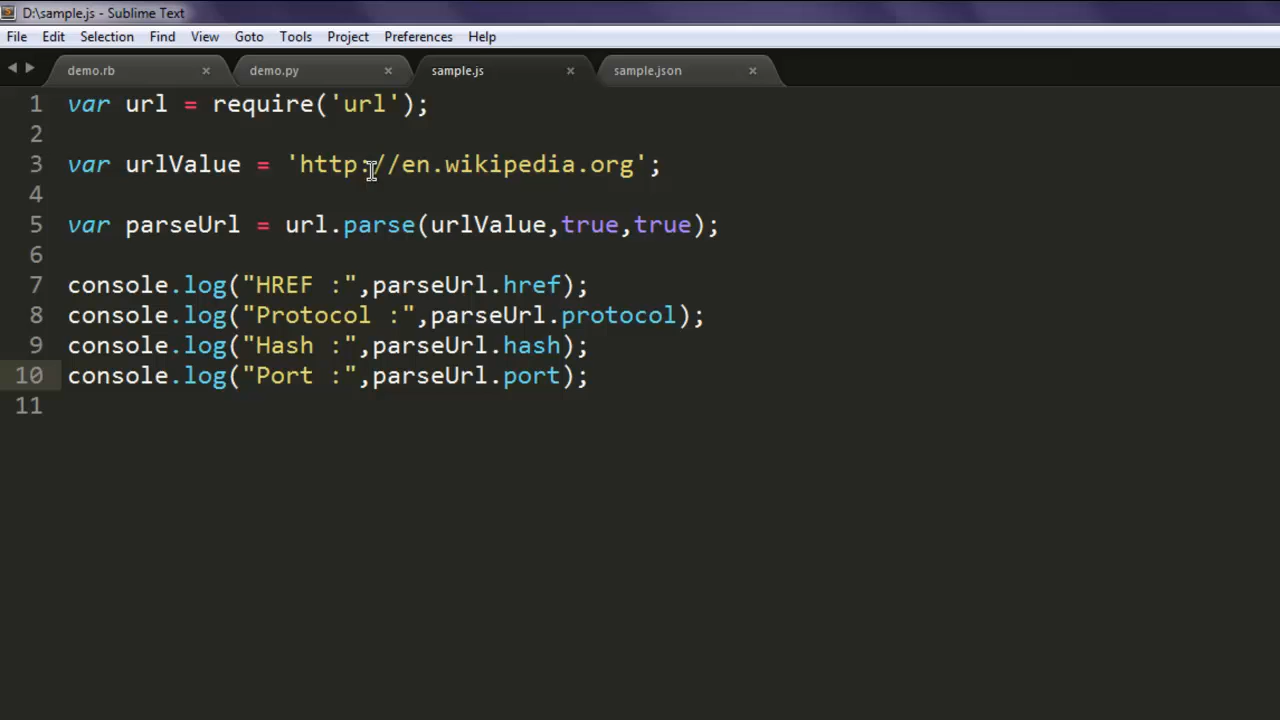 D:\sample.js - Sublime Text
File Edit Selection Find View Goto Tools Project Preferences Help
demo.rb × demo.py × sample.js × sample.json ×
1 var url = require('url');
2
3 var urlValue = 'http://en.wikipedia.org';
4
5 var parseUrl = url.parse(urlValue,true,true);
6
7 console.log("HREF :",parseUrl.href);
8 console.log("Protocol :",parseUrl.protocol);
9 console.log("Hash :",parseUrl.hash);
10 console.log("Port :",parseUrl.port);
11